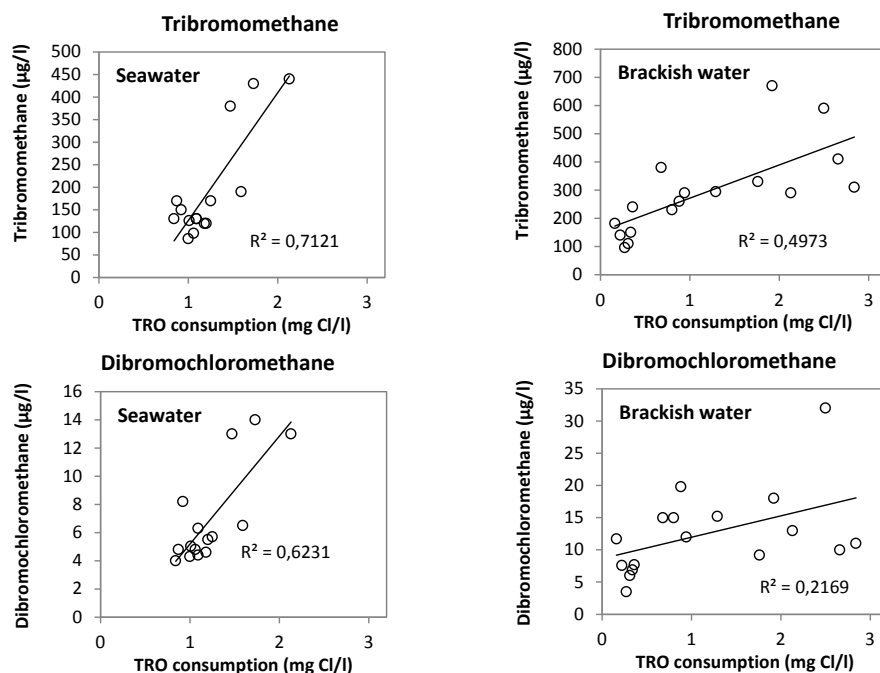 Tribromomethane
Tribromomethane (µg/l)
500
450
400
350
300
250
200
150
100
50
0
Seawater
R² = 0,7121
0 1 2 3
TRO consumption (mg Cl/l)
Tribromomethane
Tribromomethane (µg/l)
800
700
600
500
400
300
200
100
0
Brackish water
R² = 0,4973
0 1 2 3
TRO consumption (mg Cl/l)
Dibromochloromethane
Dibromochloromethane (µg/l)
16
14
12
10
8
6
4
2
0
Seawater
R² = 0,6231
0 1 2 3
TRO consumption (mg Cl/l)
Dibromochloromethane
Dibromochloromethane (µg/l)
35
30
25
20
15
10
5
0
Brackish water
R² = 0,2169
0 1 2 3
TRO consumption (mg Cl/l)